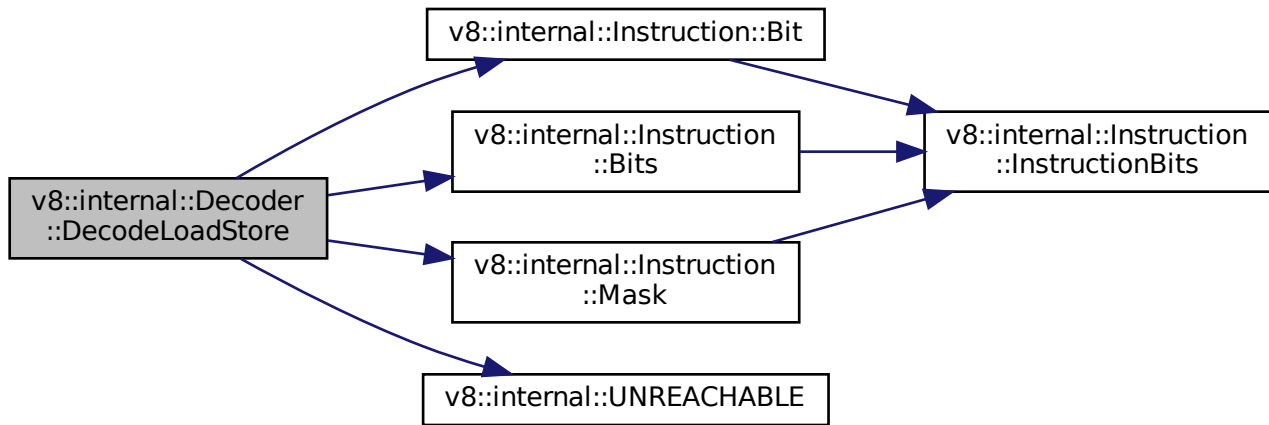 v8::internal::Decoder
::DecodeLoadStore
v8::internal::Instruction::Bit
v8::internal::Instruction
::Bits
v8::internal::Instruction
::Mask
v8::internal::UNREACHABLE
v8::internal::Instruction
::InstructionBits